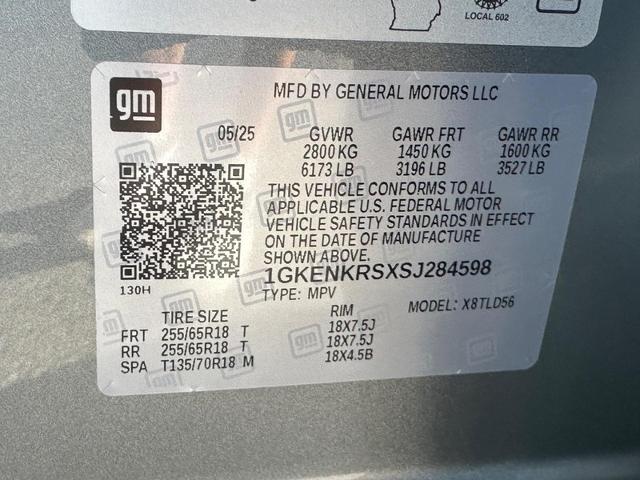 LOCAL 602
gm
MFD BY GENERAL MOTORS LLC
05/25 GVWR GAWR FRT GAWR RR
2800 KG 1450 KG 1600 KG
6173 LB 3196 LB 3527 LB
THIS VEHICLE CONFORMS TO ALL
APPLICABLE U.S. FEDERAL MOTOR
VEHICLE SAFETY STANDARDS IN EFFECT
ON THE DATE OF MANUFACTURE
SHOWN ABOVE.
1GKENKRSXSJ284598
130H
TYPE: MPV MODEL: X8TLD56
TIRE SIZE RIM
FRT 255/65R18 T 18X7.5J
RR 255/65R18 T 18X7.5J
SPA T135/70R18 M 18X4.5B